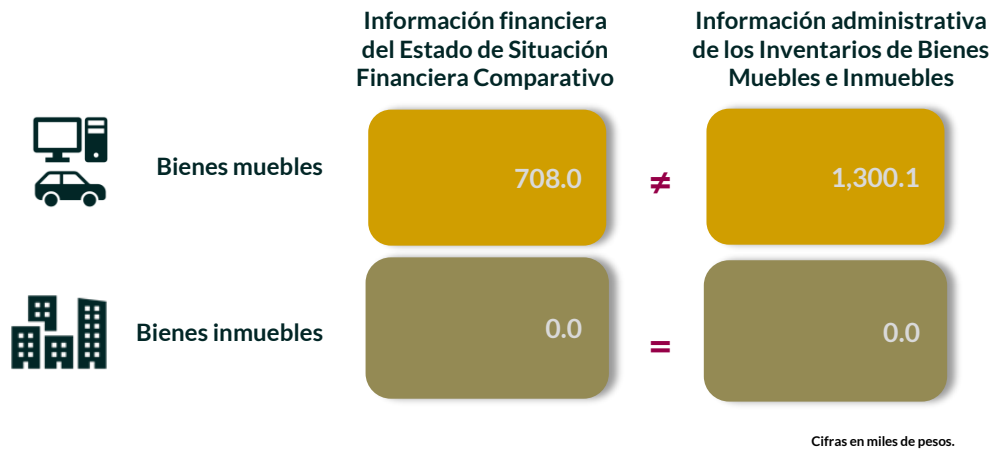 Información financiera
del Estado de Situación
Financiera Comparativo
Información administrativa
de los Inventarios de Bienes
Muebles e Inmuebles
Bienes muebles
708.0
≠
1,300.1
Bienes inmuebles
0.0
=
0.0
Cifras en miles de pesos.